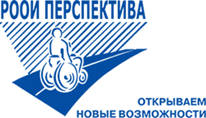 РООИ ПЕРСПЕКТИВА
ОТКРЫВАЕМ
НОВЫЕ ВОЗМОЖНОСТИ